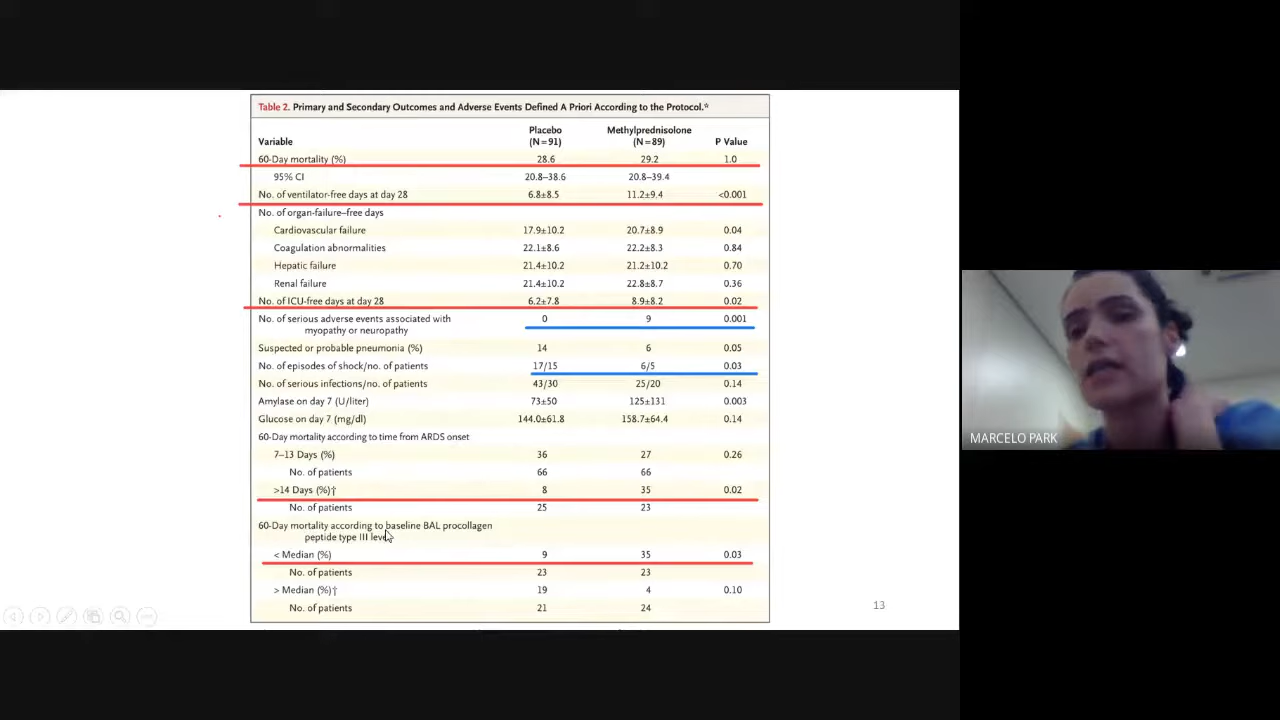 Table 2. Primary and Secondary Outcomes and Adverse Events Defined A Priori According to the Protocol.*
Variable Placebo (N=91) Methylprednisolone (N=89) P Value
60-Day mortality (%) 28.6 29.2 1.0
95% CI 20.8–38.6 20.8–39.4
No. of ventilator-free days at day 28 6.8±8.5 11.2±9.4 <0.001
No. of organ-failure–free days
Cardiovascular failure 17.9±10.2 20.7±8.9 0.04
Coagulation abnormalities 22.1±8.6 22.2±8.3 0.84
Hepatic failure 21.4±10.2 21.2±10.2 0.70
Renal failure 21.4±10.2 22.8±8.7 0.36
No. of ICU-free days at day 28 6.2±7.8 8.9±8.2 0.02
No. of serious adverse events associated with 0 9 0.001
myopathy or neuropathy
Suspected or probable pneumonia (%) 14 6 0.05
No. of episodes of shock/no. of patients 17/15 6/5 0.03
No. of serious infections/no. of patients 43/30 25/20 0.14
Amylase on day 7 (U/liter) 73±50 125±131 0.003
Glucose on day 7 (mg/dl) 144.0±61.8 158.7±64.4 0.14
60-Day mortality according to time from ARDS onset
7–13 Days (%) 36 27 0.26
No. of patients 66 66
>14 Days (%)† 8 35 0.02
No. of patients 25 23
60-Day mortality according to baseline BAL procollagen
peptide type III levels
< Median (%) 9 35 0.03
No. of patients 23 23
> Median (%)† 19 4 0.10
No. of patients 21 24
13
MARCELO PARK